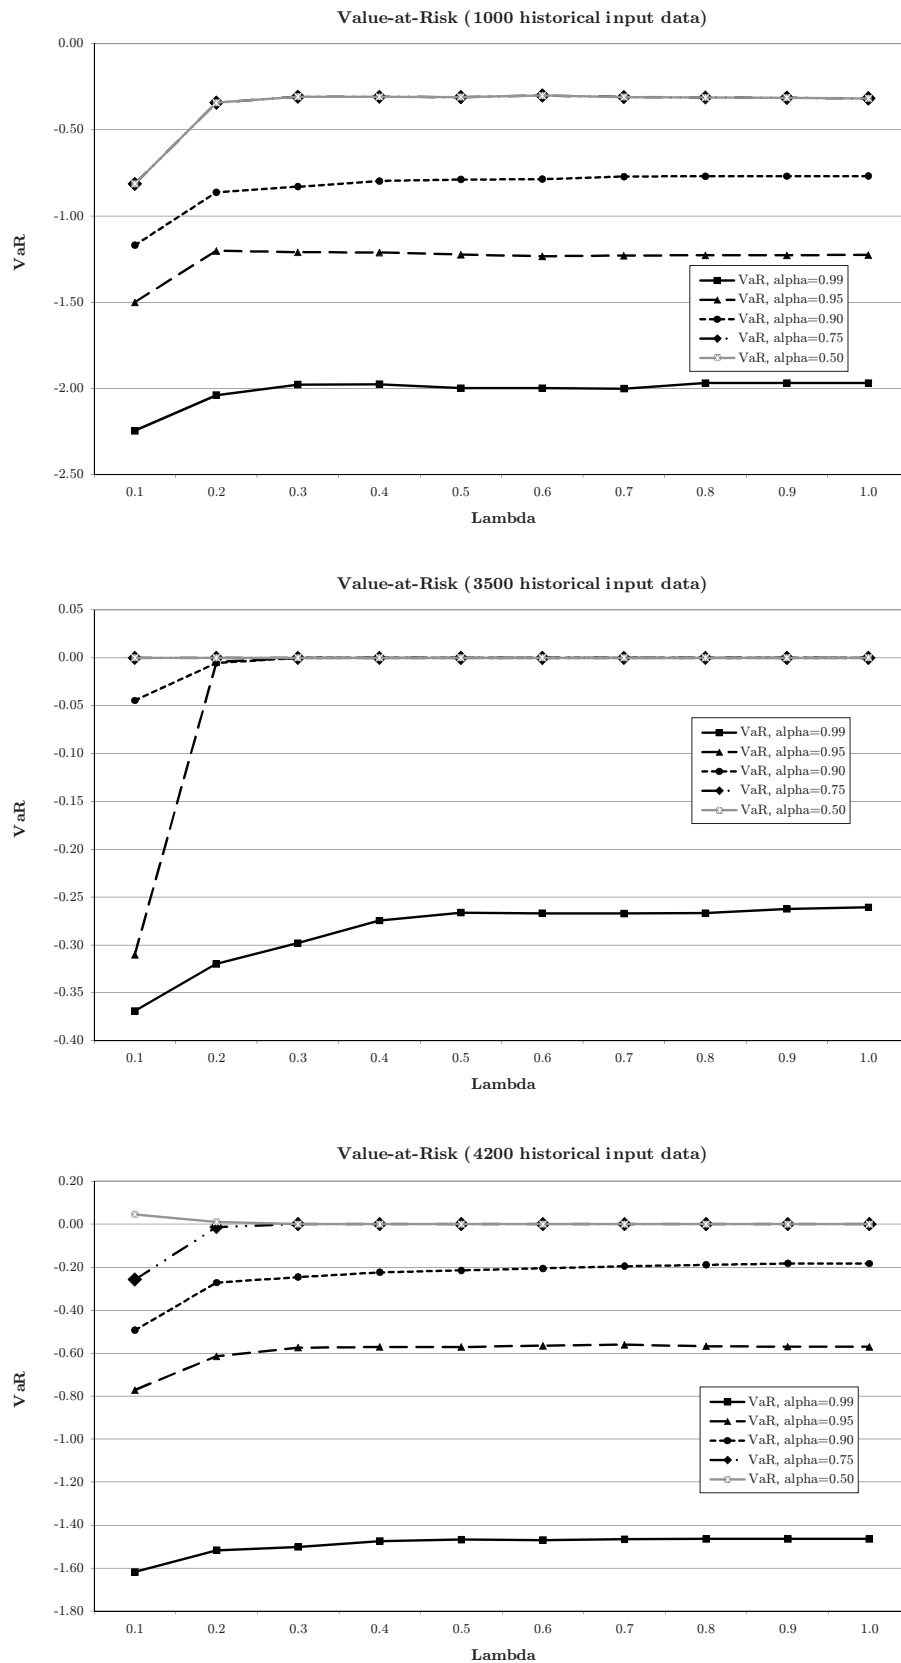 Value-at-Risk (1000 historical input data)
0.00
-0.50
-1.00
-1.50
-2.00
-2.50
VaR
VaR, alpha=0.99
VaR, alpha=0.95
VaR, alpha=0.90
VaR, alpha=0.75
VaR, alpha=0.50
0.1 0.2 0.3 0.4 0.5 0.6 0.7 0.8 0.9 1.0
Lambda
Value-at-Risk (3500 historical input data)
0.05
0.00
-0.05
-0.10
-0.15
-0.20
-0.25
-0.30
-0.35
-0.40
VaR
VaR, alpha=0.99
VaR, alpha=0.95
VaR, alpha=0.90
VaR, alpha=0.75
VaR, alpha=0.50
0.1 0.2 0.3 0.4 0.5 0.6 0.7 0.8 0.9 1.0
Lambda
Value-at-Risk (4200 historical input data)
0.20
0.00
-0.20
-0.40
-0.60
-0.80
-1.00
-1.20
-1.40
-1.60
-1.80
VaR
VaR, alpha=0.99
VaR, alpha=0.95
VaR, alpha=0.90
VaR, alpha=0.75
VaR, alpha=0.50
0.1 0.2 0.3 0.4 0.5 0.6 0.7 0.8 0.9 1.0
Lambda